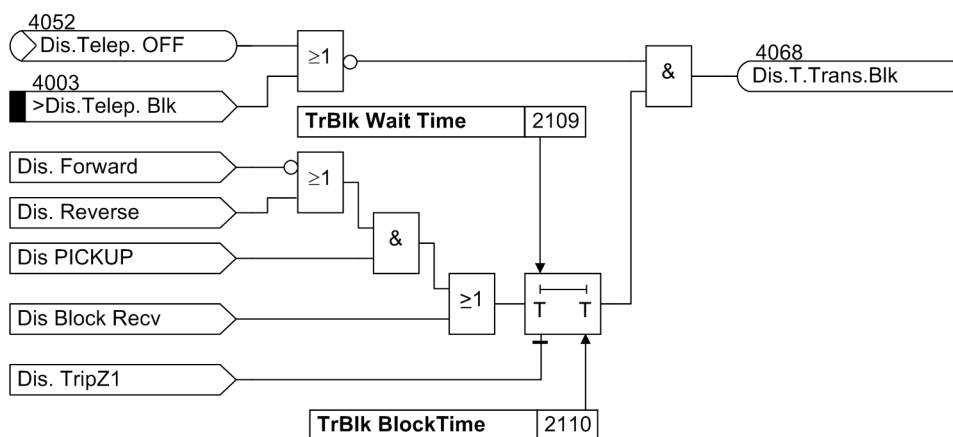 4052
Dis.Telep. OFF
≥1
4003
>Dis.Telep. Blk
&
4068
Dis.T.Trans.Blk
TrBlk Wait Time 2109
Dis. Forward
≥1
Dis. Reverse
&
Dis PICKUP
≥1
T T
Dis Block Recv
Dis. TripZ1
TrBlk BlockTime 2110